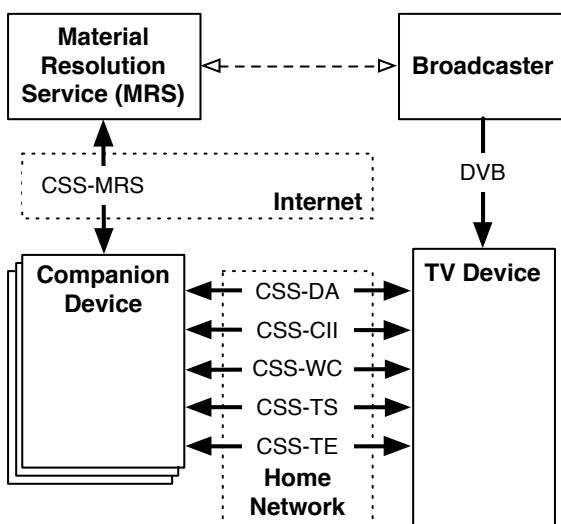 Material
Resolution
Service (MRS)
Broadcaster
CSS-MRS
Internet
DVB
Companion
Device
TV Device
CSS-DA
CSS-CII
CSS-WC
CSS-TS
CSS-TE
Home
Network